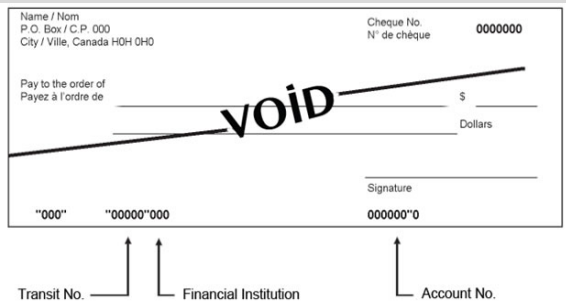 Name / Nom
P.O. Box / C.P. 000
City / Ville, Canada H0H 0H0
Cheque No.
N° de chèque
0000000
Pay to the order of
Payez à l'ordre de
$
VOiD
Dollars
Signature
"000" "00000"000 000000"0
Transit No. Financial Institution Account No.